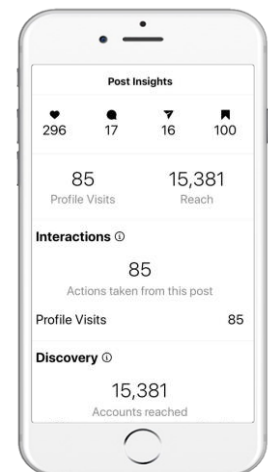 Post Insights
296 17 16 100
85 15,381
Profile Visits Reach
Interactions
85
Actions taken from this post
Profile Visits 85
Discovery
15,381
Accounts reached